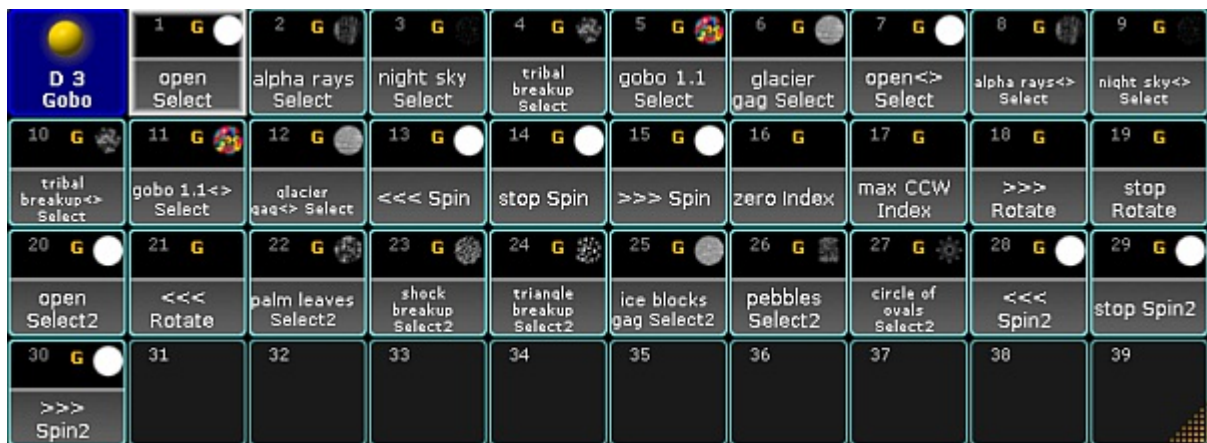 D 3
Gobo
1 G
open
Select
2 G
alpha rays
Select
3 G
night sky
Select
4 G
tribal
breakup
Select
5 G
gobo 1.1
Select
6 G
glacier
gag Select
7 G
open<>
Select
8 G
alpha rays<>
Select
9 G
night sky<>
Select
10 G
tribal
breakup<>
Select
11 G
gobo 1.1<>
Select
12 G
glacier
gag<> Select
13 G
<<< Spin
14 G
stop Spin
15 G
>>> Spin
16 G
zero Index
17 G
max CCW
Index
18 G
>>>
Rotate
19 G
stop
Rotate
20 G
open
Select2
21 G
<<<
Rotate
22 G
palm leaves
Select2
23 G
shock
breakup
Select2
24 G
triangle
breakup
Select2
25 G
ice blocks
gag Select2
26 G
pebbles
Select2
27 G
circle of
ovals
Select2
28 G
<<<
Spin2
29 G
stop Spin2
30 G
>>>
Spin2
31
32
33
34
35
36
37
38
39